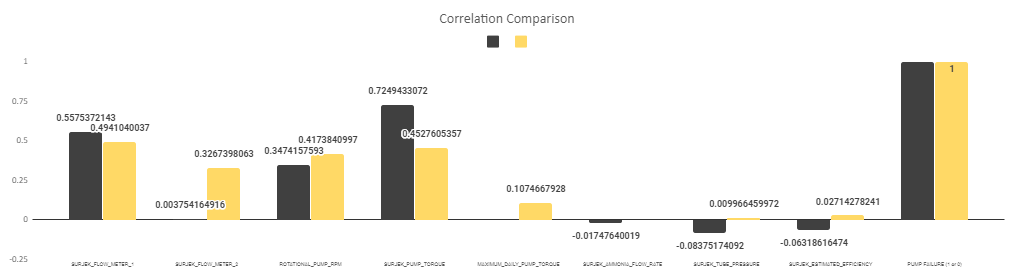 Correlation Comparison
1
0.75
0.5
0.25
0
-0.25
0.5575372143
0.4941040037
0.003754164916
0.3267398063
0.3474157593
0.4173840997
0.7249433072
0.4527605357
0.1074667928
-0.01747640019
-0.08375174092
0.009966459972
-0.06318616474
0.02714278241
1
SURJEK_FLOW_METER_1
SURJEK_FLOW_METER_2
ROTATIONAL_PUMP_RPM
SURJEK_PUMP_TORQUE
MAXIMUM_DAILY_PUMP_TORQUE
SURJEK_AMMONIA_FLOW_RATE
SURJEK_TUBE_PRESSURE
SURJEK_ESTIMATED_EFFICIENCY
PUMP FAILURE (1 or 0)